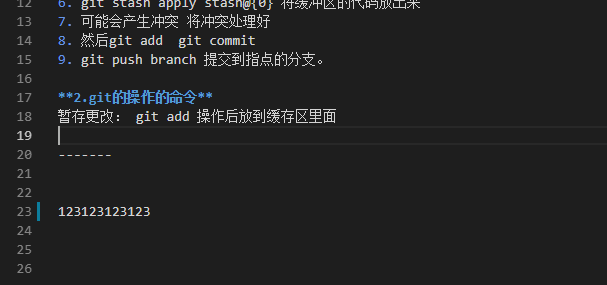 12 6. git stash apply stash@{0} 将缓冲区的代码放出来
13 7. 可能会产生冲突 将冲突处理好
14 8. 然后git add  git commit
15 9. git push branch 提交到指点的分支。
16
17 **2.git的操作的命令**
18 暂存更改： git add 操作后放到缓存区里面
19
20 -------
21
22
23 123123123123
24
25
26